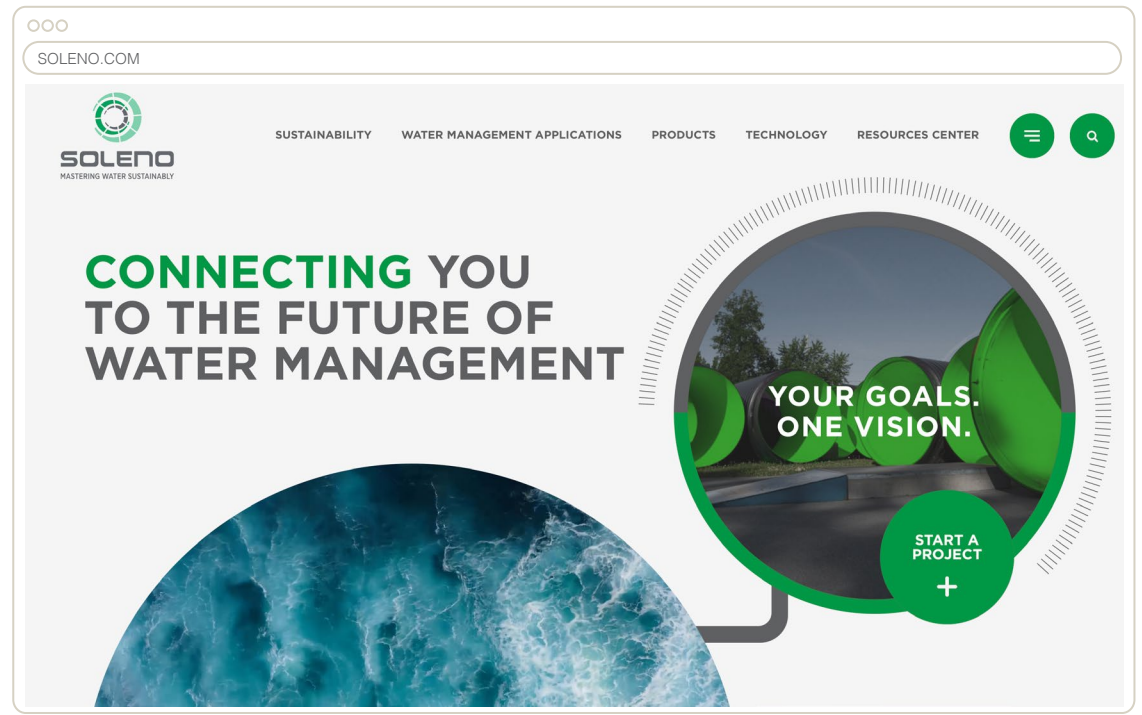 SOLENO.COM
SOLENO
MASTERING WATER SUSTAINABLY
SUSTAINABILITY
WATER MANAGEMENT APPLICATIONS
PRODUCTS
TECHNOLOGY
RESOURCES CENTER
CONNECTING YOU
TO THE FUTURE OF
WATER MANAGEMENT
YOUR GOALS.
ONE VISION.
START A
PROJECT
+